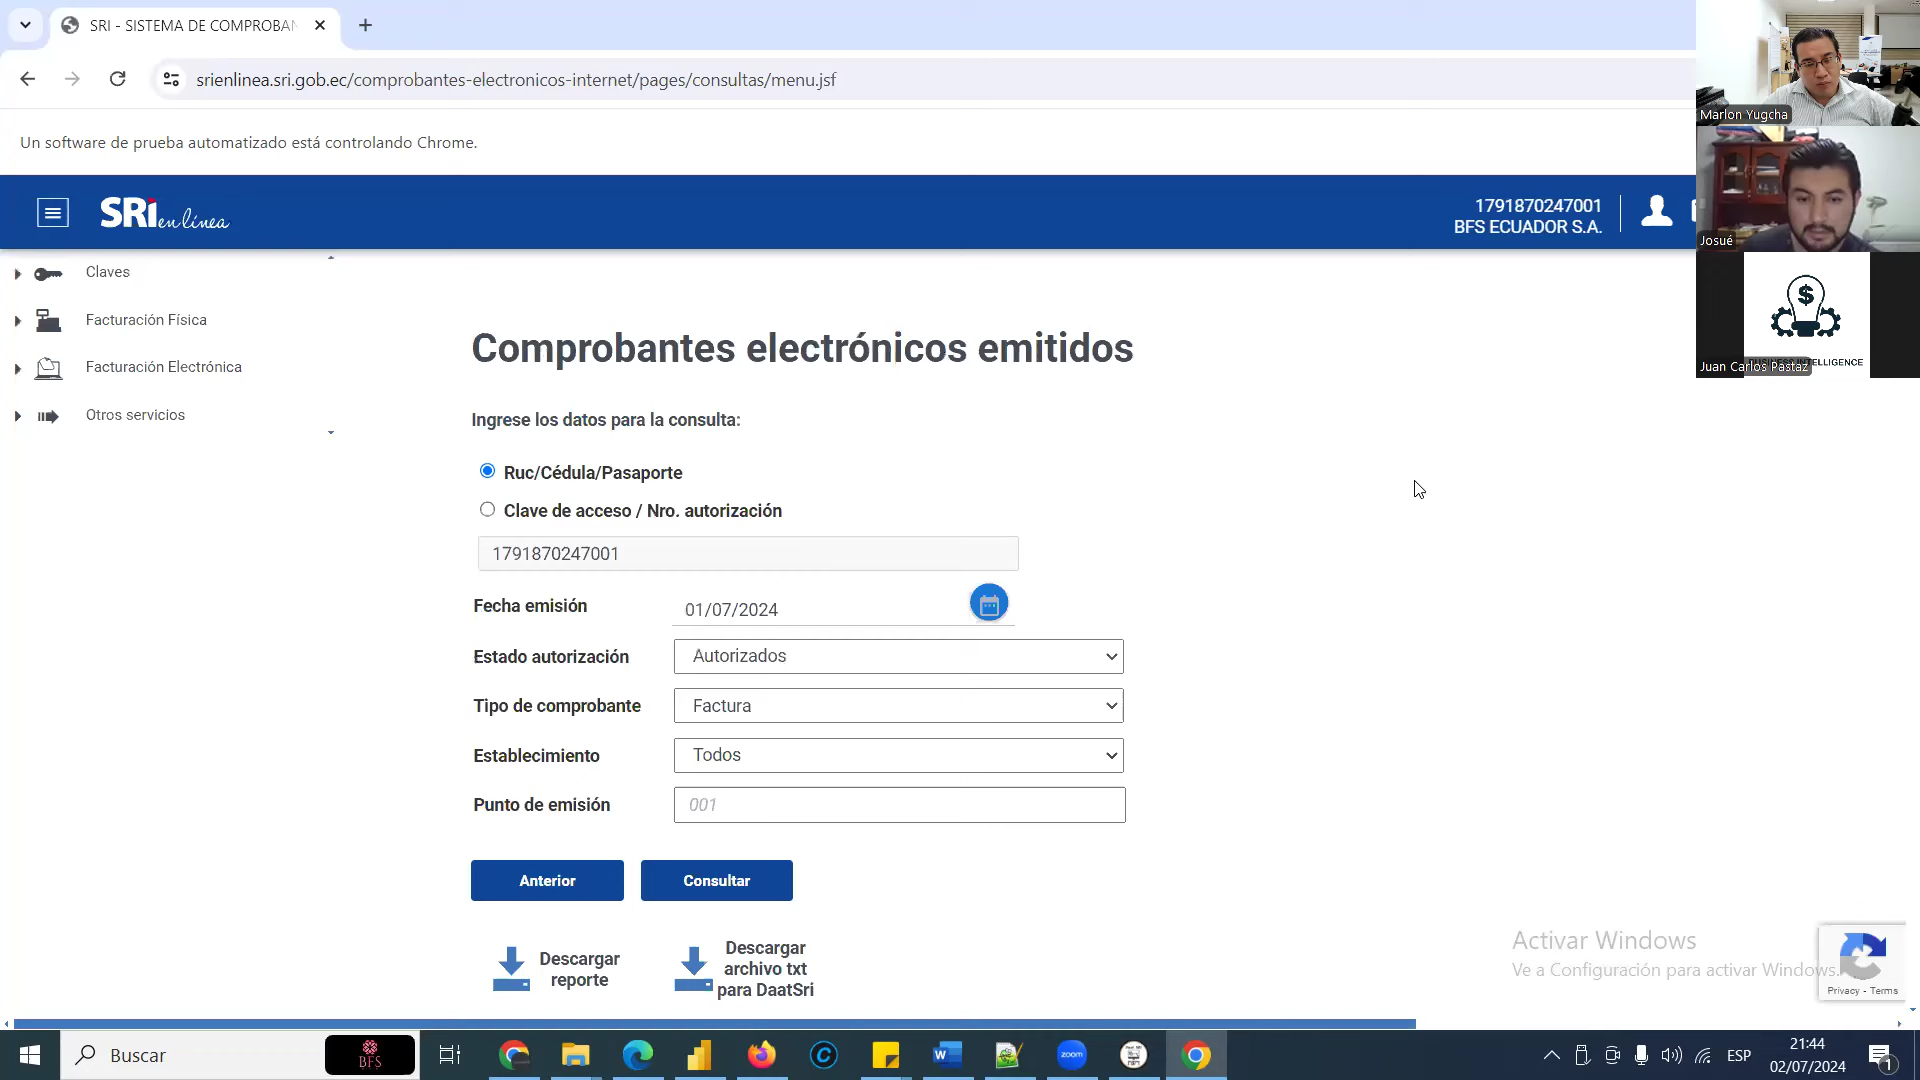 SRI - SISTEMA DE COMPROBAN
srienlinea.sri.gob.ec/comprobantes-electronicos-internet/pages/consultas/menu.jsf
Un software de prueba automatizado está controlando Chrome.
SRi en línea
1791870247001
BFS ECUADOR S.A.
Marlon Yugcha
Josué
Juan Carlos Pastaz
Claves
Facturación Física
Facturación Electrónica
Otros servicios
Comprobantes electrónicos emitidos
Ingrese los datos para la consulta:
Ruc/Cédula/Pasaporte
Clave de acceso / Nro. autorización
1791870247001
Fecha emisión
01/07/2024
Estado autorización
Autorizados
Tipo de comprobante
Factura
Establecimiento
Todos
Punto de emisión
001
Anterior
Consultar
Descargar
reporte
Descargar
archivo txt
para DaatSri
Activar Windows
Ve a Configuración para activar Windows.
Privacy - Terms
Buscar
BFS
zoom
ESP
21:44
02/07/2024
1